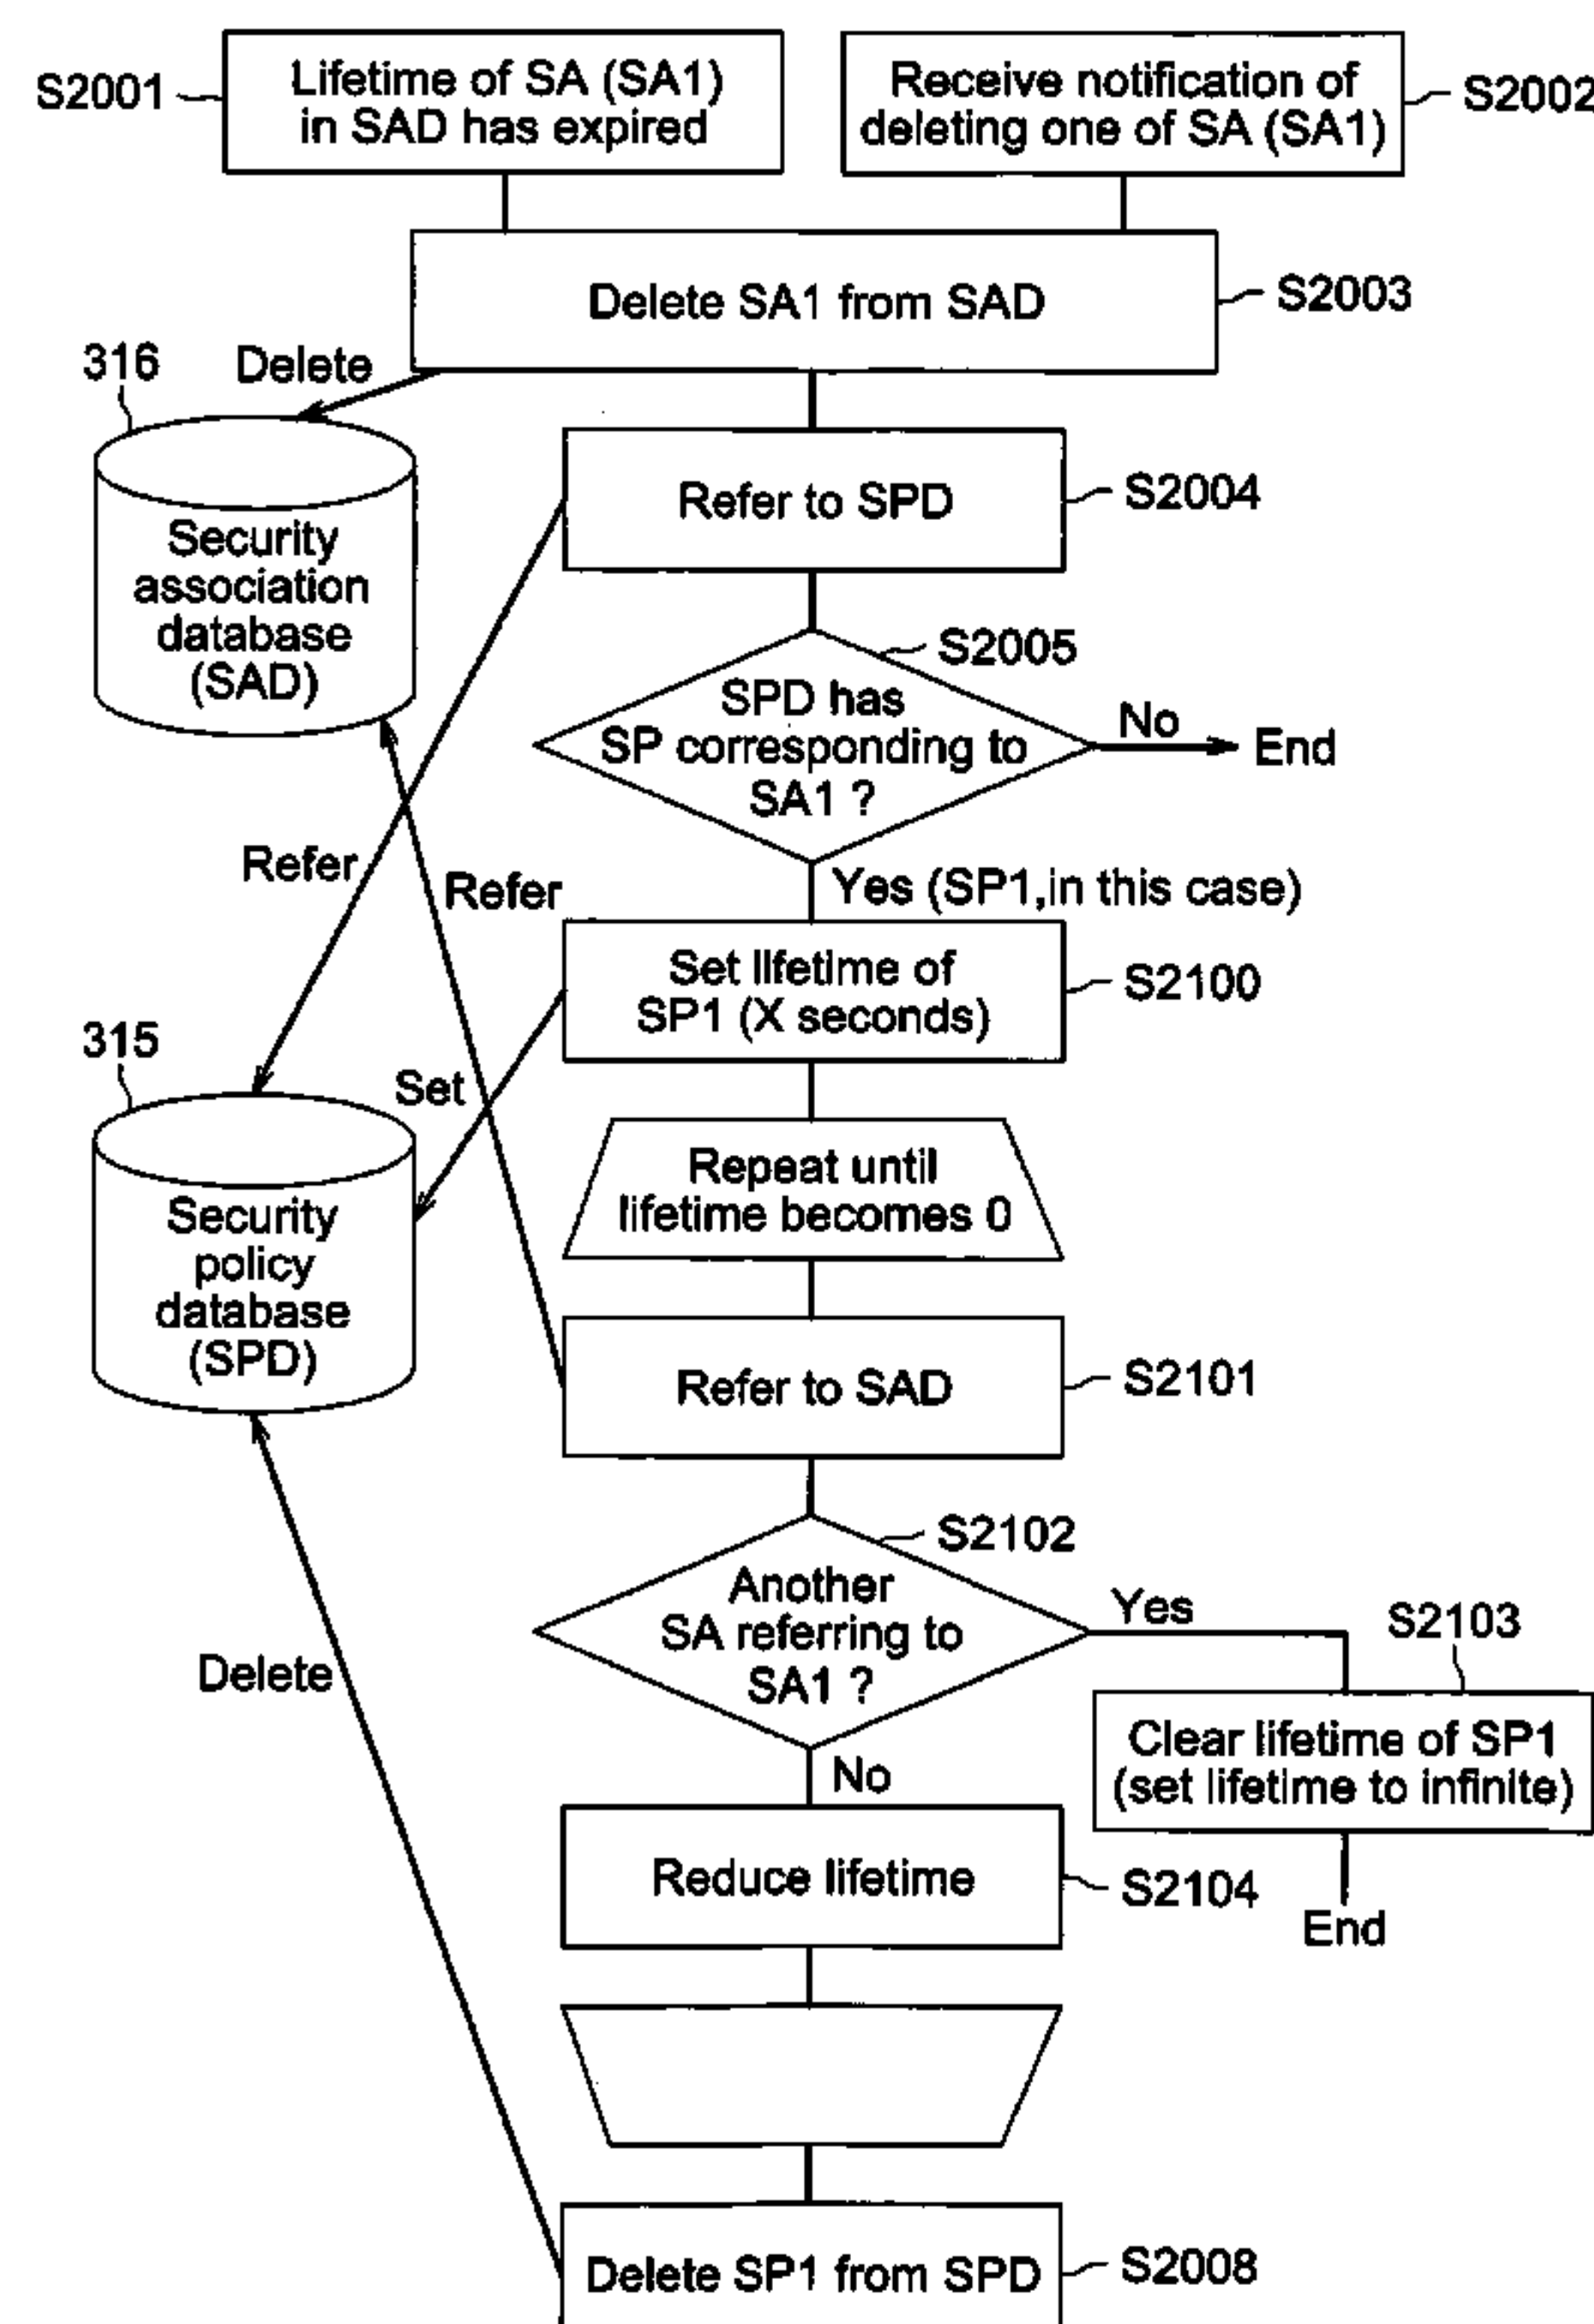 S2001
Lifetime of SA (SA1)
in SAD has expired
Receive notification of
deleting one of SA (SA1)
S2002
Delete SA1 from SAD
S2003
316
Delete
Security
association
database
(SAD)
Refer to SPD
S2004
S2005
SPD has
SP corresponding to
SA1 ?
No
End
Refer
Refer
Yes (SP1,in this case)
Set lifetime of
SP1 (X seconds)
S2100
315
Set
Security
policy
database
(SPD)
Repeat until
lifetime becomes 0
Refer to SAD
S2101
S2102
Another
SA referring to
SA1 ?
Yes
S2103
Delete
No
Clear lifetime of SP1
(set lifetime to infinite)
Reduce lifetime
S2104
End
Delete SP1 from SPD
S2008